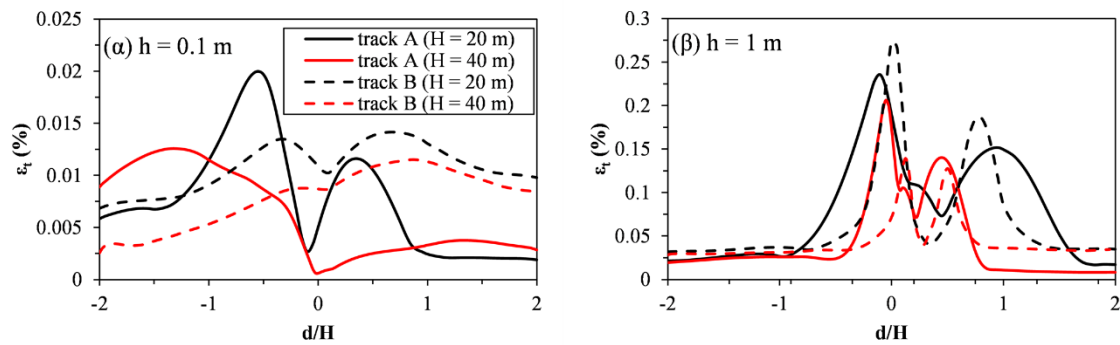 (α) h = 0.1 m
track A (H = 20 m)
track A (H = 40 m)
track B (H = 20 m)
track B (H = 40 m)
εt (%)
0.025
0.02
0.015
0.01
0.005
0
-2 -1 0 1 2
d/H
(β) h = 1 m
εt (%)
0.3
0.25
0.2
0.15
0.1
0.05
0
-2 -1 0 1 2
d/H